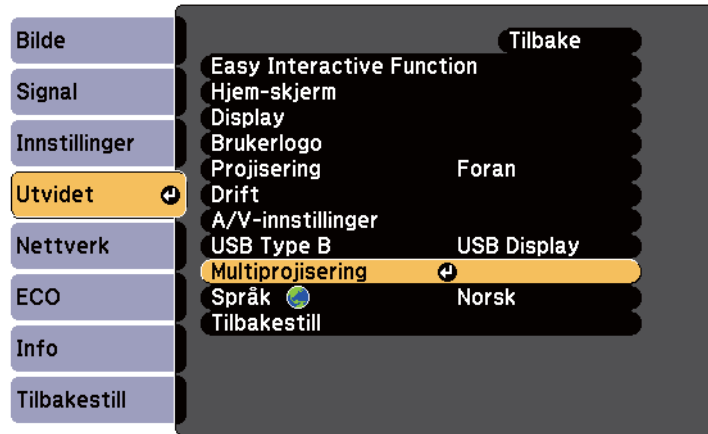 Bilde
Signal
Innstillinger
Utvidet
Nettverk
ECO
Info
Tilbakestill
Tilbake
Easy Interactive Function
Hjem-skjerm
Display
Brukerlogo
Projisering Foran
Drift
A/V-innstillinger
USB Type B USB Display
Multiprojisering
Språk Norsk
Tilbakestill